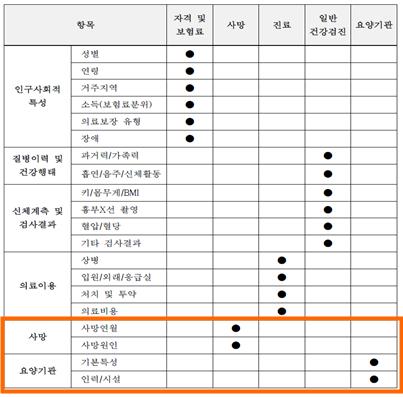 항목 자격 및 보험료 사망 진료 일반 건강검진 요양기관
인구사회적 특성 성별 ●
연령 ●
거주지역 ●
소득(보험료분위) ●
의료보장 유형 ●
장애 ●
질병이력 및 건강행태 과거력/가족력 ●
흡연/음주/신체활동 ●
신체계측 및 검사결과 키/몸무게/BMI ●
흉부X선 촬영 ●
혈압/혈당 ●
기타 검사결과 ●
의료이용 상병 ●
입원/외래/응급실 ●
처치 및 투약 ●
의료비용 ●
사망 사망연월 ●
사망원인 ●
요양기관 기본특성 ●
인력/시설 ●